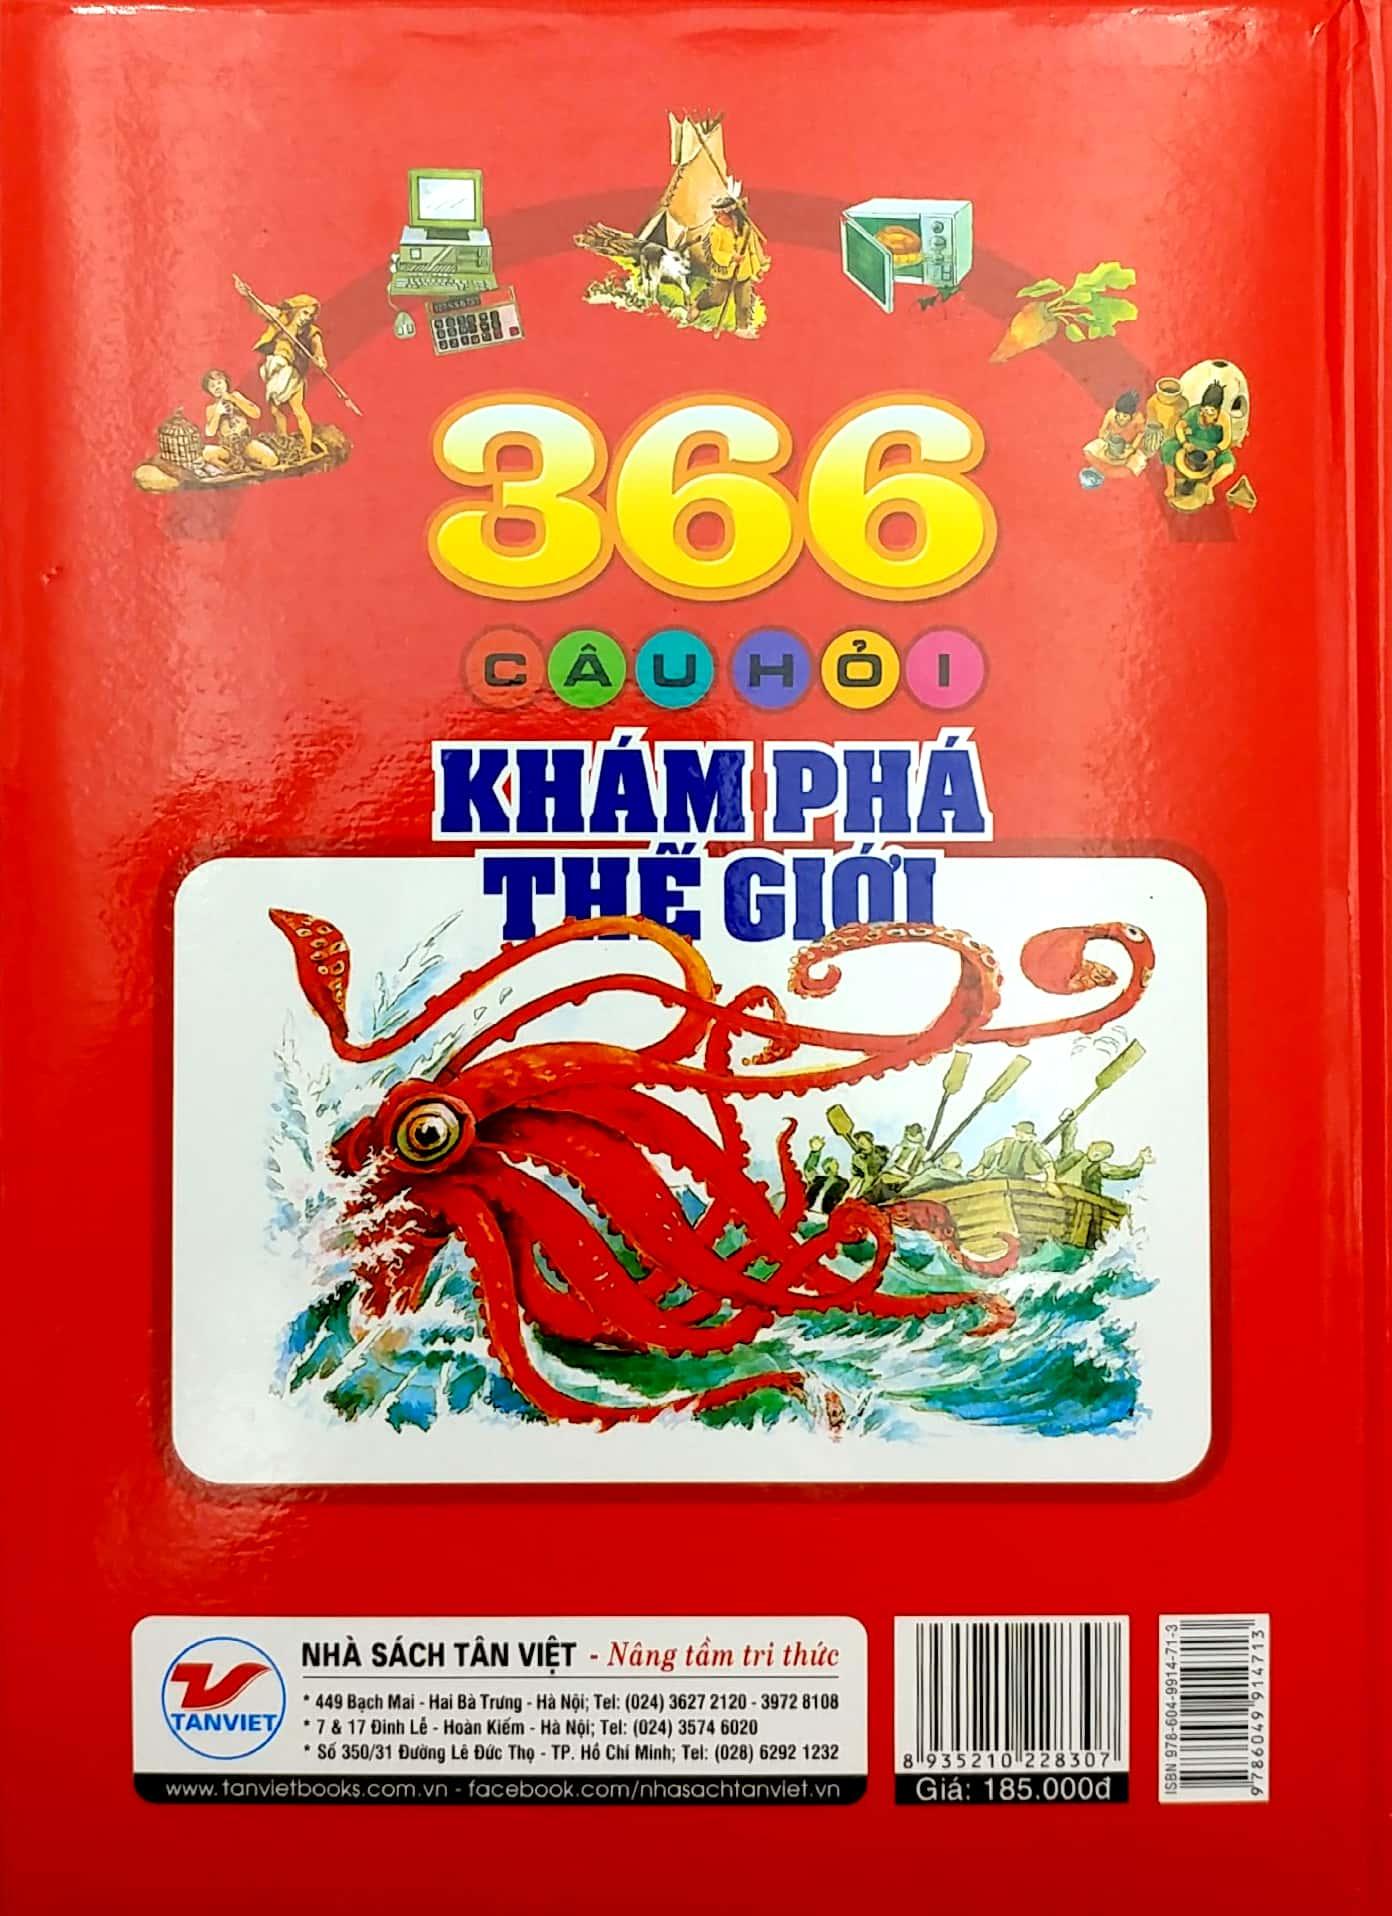 366
CÂU HỎI
KHÁM PHÁ
THẾ GIỚI
TANVIET
NHÀ SÁCH TÂN VIỆT - Nâng tầm tri thức
* 449 Bạch Mai - Hai Bà Trưng - Hà Nội; Tel: (024) 3627 2120 - 3972 8108
* 7 & 17 Đinh Lễ - Hoàn Kiếm - Hà Nội; Tel: (024) 3574 6020
* Số 350/31 Đường Lê Đức Thọ - TP. Hồ Chí Minh; Tel: (028) 6292 1232
www.tanvietbooks.com.vn - facebook.com/nhasachtanviet.vn
8 935210 228307
Giá: 185.000đ
ISBN 978-604-9914-71-3
9786049914713